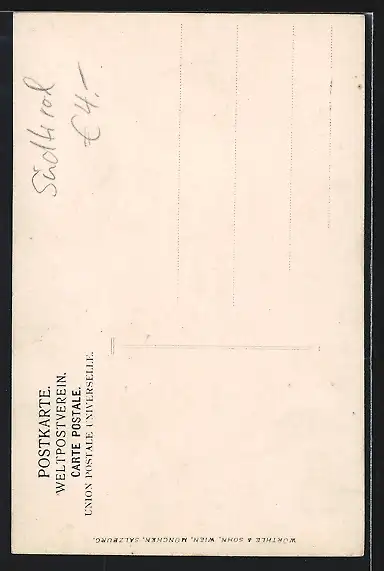 Südtirol
€ 4.-
POSTKARTE.
WELTPOSTVEREIN.
CARTE POSTALE.
UNION POSTALE UNIVERSELLE.
WÜRTHLE & SOHN, WIEN, MÜNCHEN, SALZBURG.